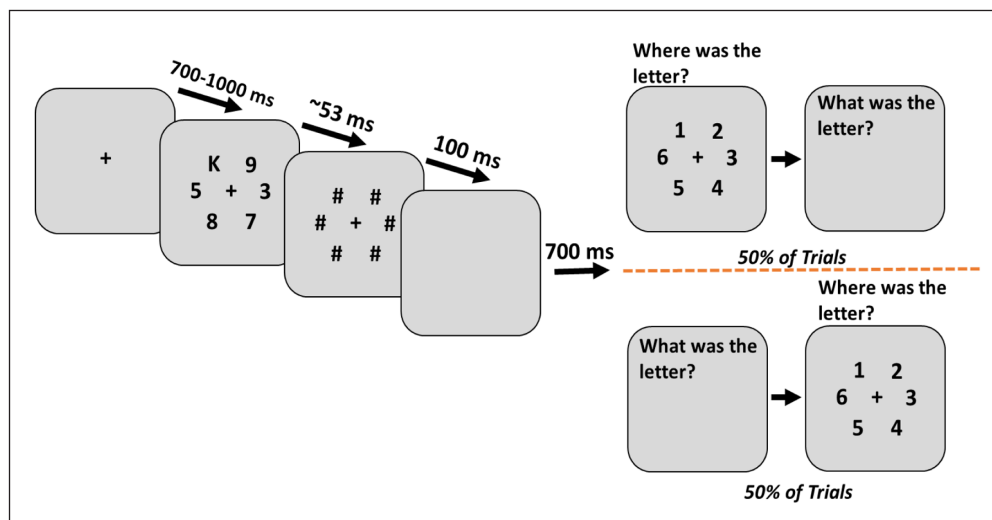 +
700-1000 ms
K 9
5 + 3
8 7
~53 ms
# #
# + #
# #
100 ms
700 ms
Where was the
letter?
1 2
6 + 3
5 4
What was the
letter?
50% of Trials
What was the
letter?
Where was the
letter?
1 2
6 + 3
5 4
50% of Trials